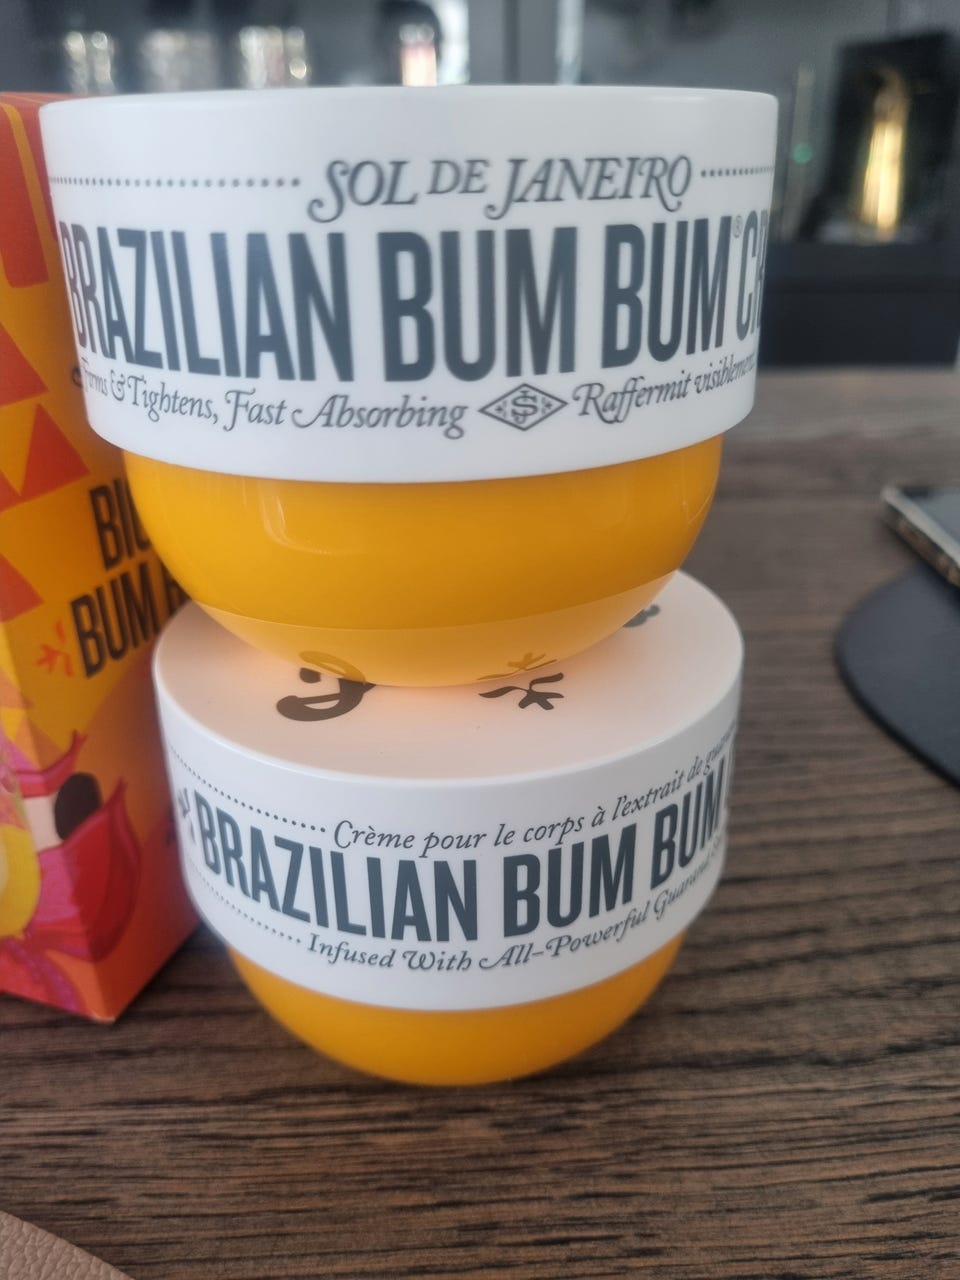 SOL DE JANEIRO
BRAZILIAN BUM BUM®
Firms & Tightens, Fast Absorbing
Raffermit
BUM
Crème pour le corps à l'extrait de
BRAZILIAN BUM BUM
Infused With All-Powerful